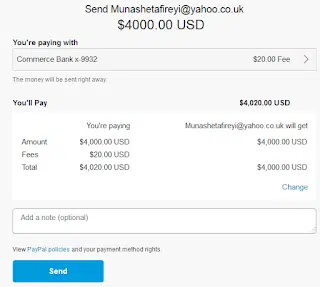 Send Munashetafireyi@yahoo.co.uk
$4000.00 USD
You're paying with
Commerce Bank x-9932 $20.00 Fee
The money will be sent right away.
You'll Pay $4,020.00 USD
You're paying Munashetafireyi@yahoo.co.uk will get
Amount $4,000.00 USD $4,000.00 USD
Fees $20.00 USD
Total $4,020.00 USD $4,000.00 USD
Change
Add a note (optional)
View PayPal policies and your payment method rights.
Send